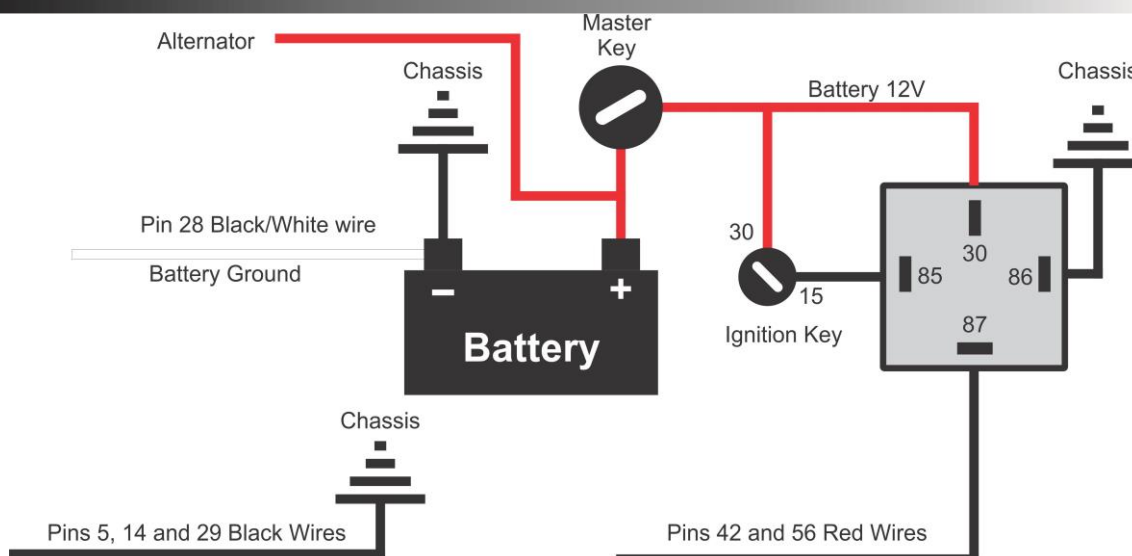 Alternator
Master
Key
Chassis
Battery 12V
Chassis
Pin 28 Black/White wire
Battery Ground
30
15
Ignition Key
30
85
86
87
− +
Battery
Chassis
Pins 5, 14 and 29 Black Wires
Pins 42 and 56 Red Wires